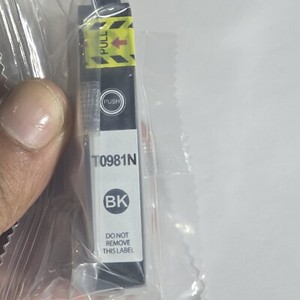 PULL
PUSH
T0981N
BK
DO NOT
REMOVE
THIS LABEL